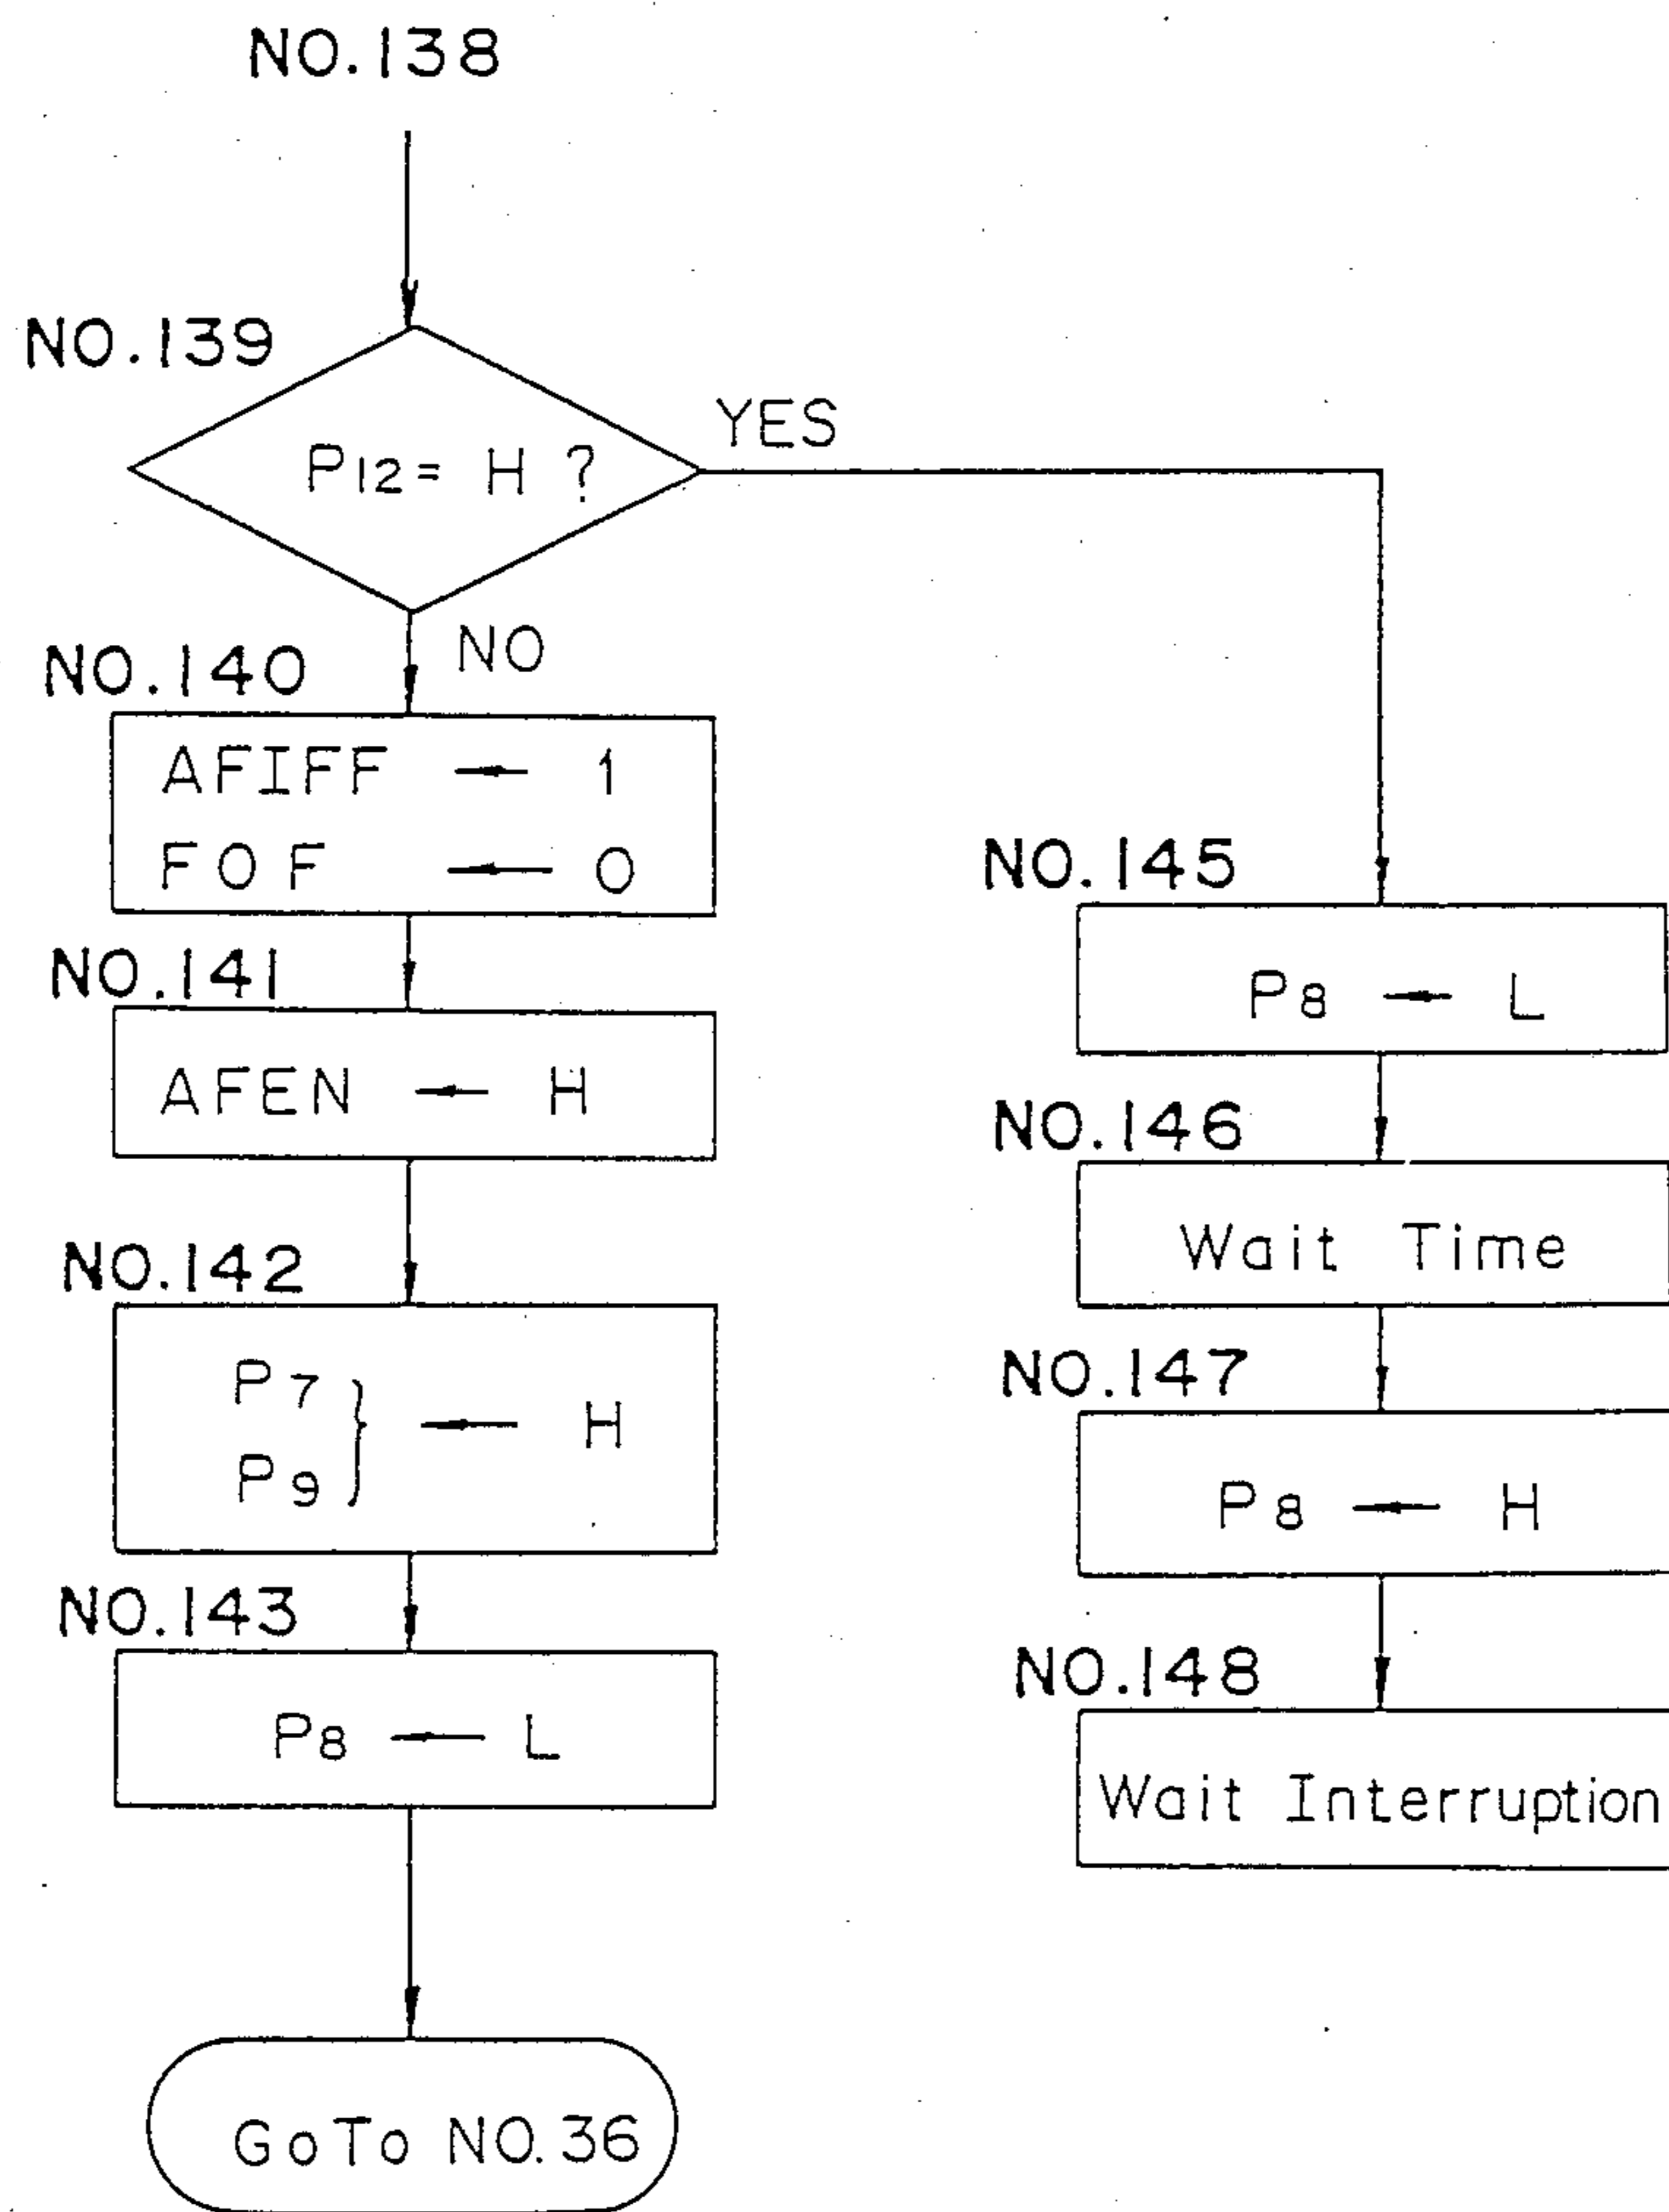 NO.138
NO.139
P12= H ?
YES
NO
NO.140
AFIFF ← 1
FOF ← 0
NO.141
AFEN ← H
NO.142
P7
P9 } ← H
NO.143
P8 ← L
GoTo NO.36
NO.145
P8 ← L
NO.146
Wait Time
NO.147
P8 ← H
NO.148
Wait Interruption